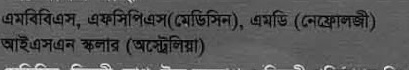 এমবিবিএস, এফসিপিএস(মেডিসিন), এমডি (নেফ্রোলজী)
আইএসএন স্কলার (অস্ট্রেলিয়া)